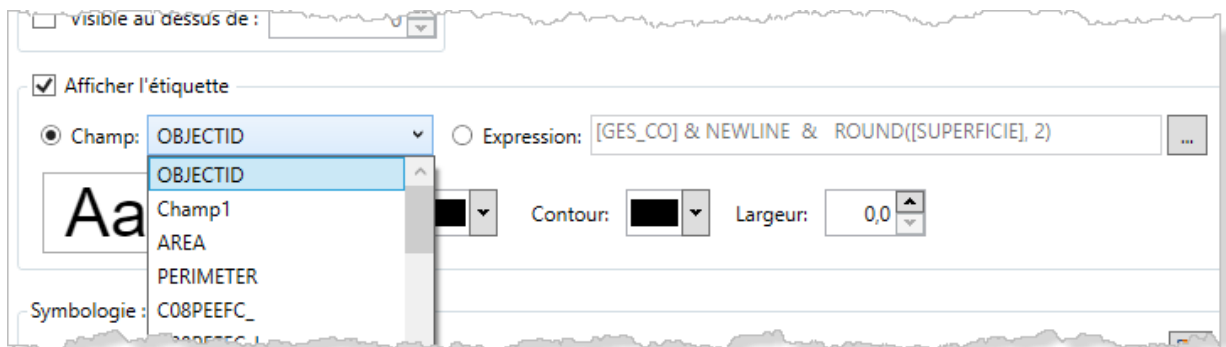 Visible au dessus de :
Afficher l'étiquette
Champ: OBJECTID Expression: [GES_CO] & NEWLINE & ROUND([SUPERFICIE], 2) ...
OBJECTID
Champ1
Aa Contour: Largeur: 0,0
AREA
PERIMETER
Symbologie : C08PEEFC_